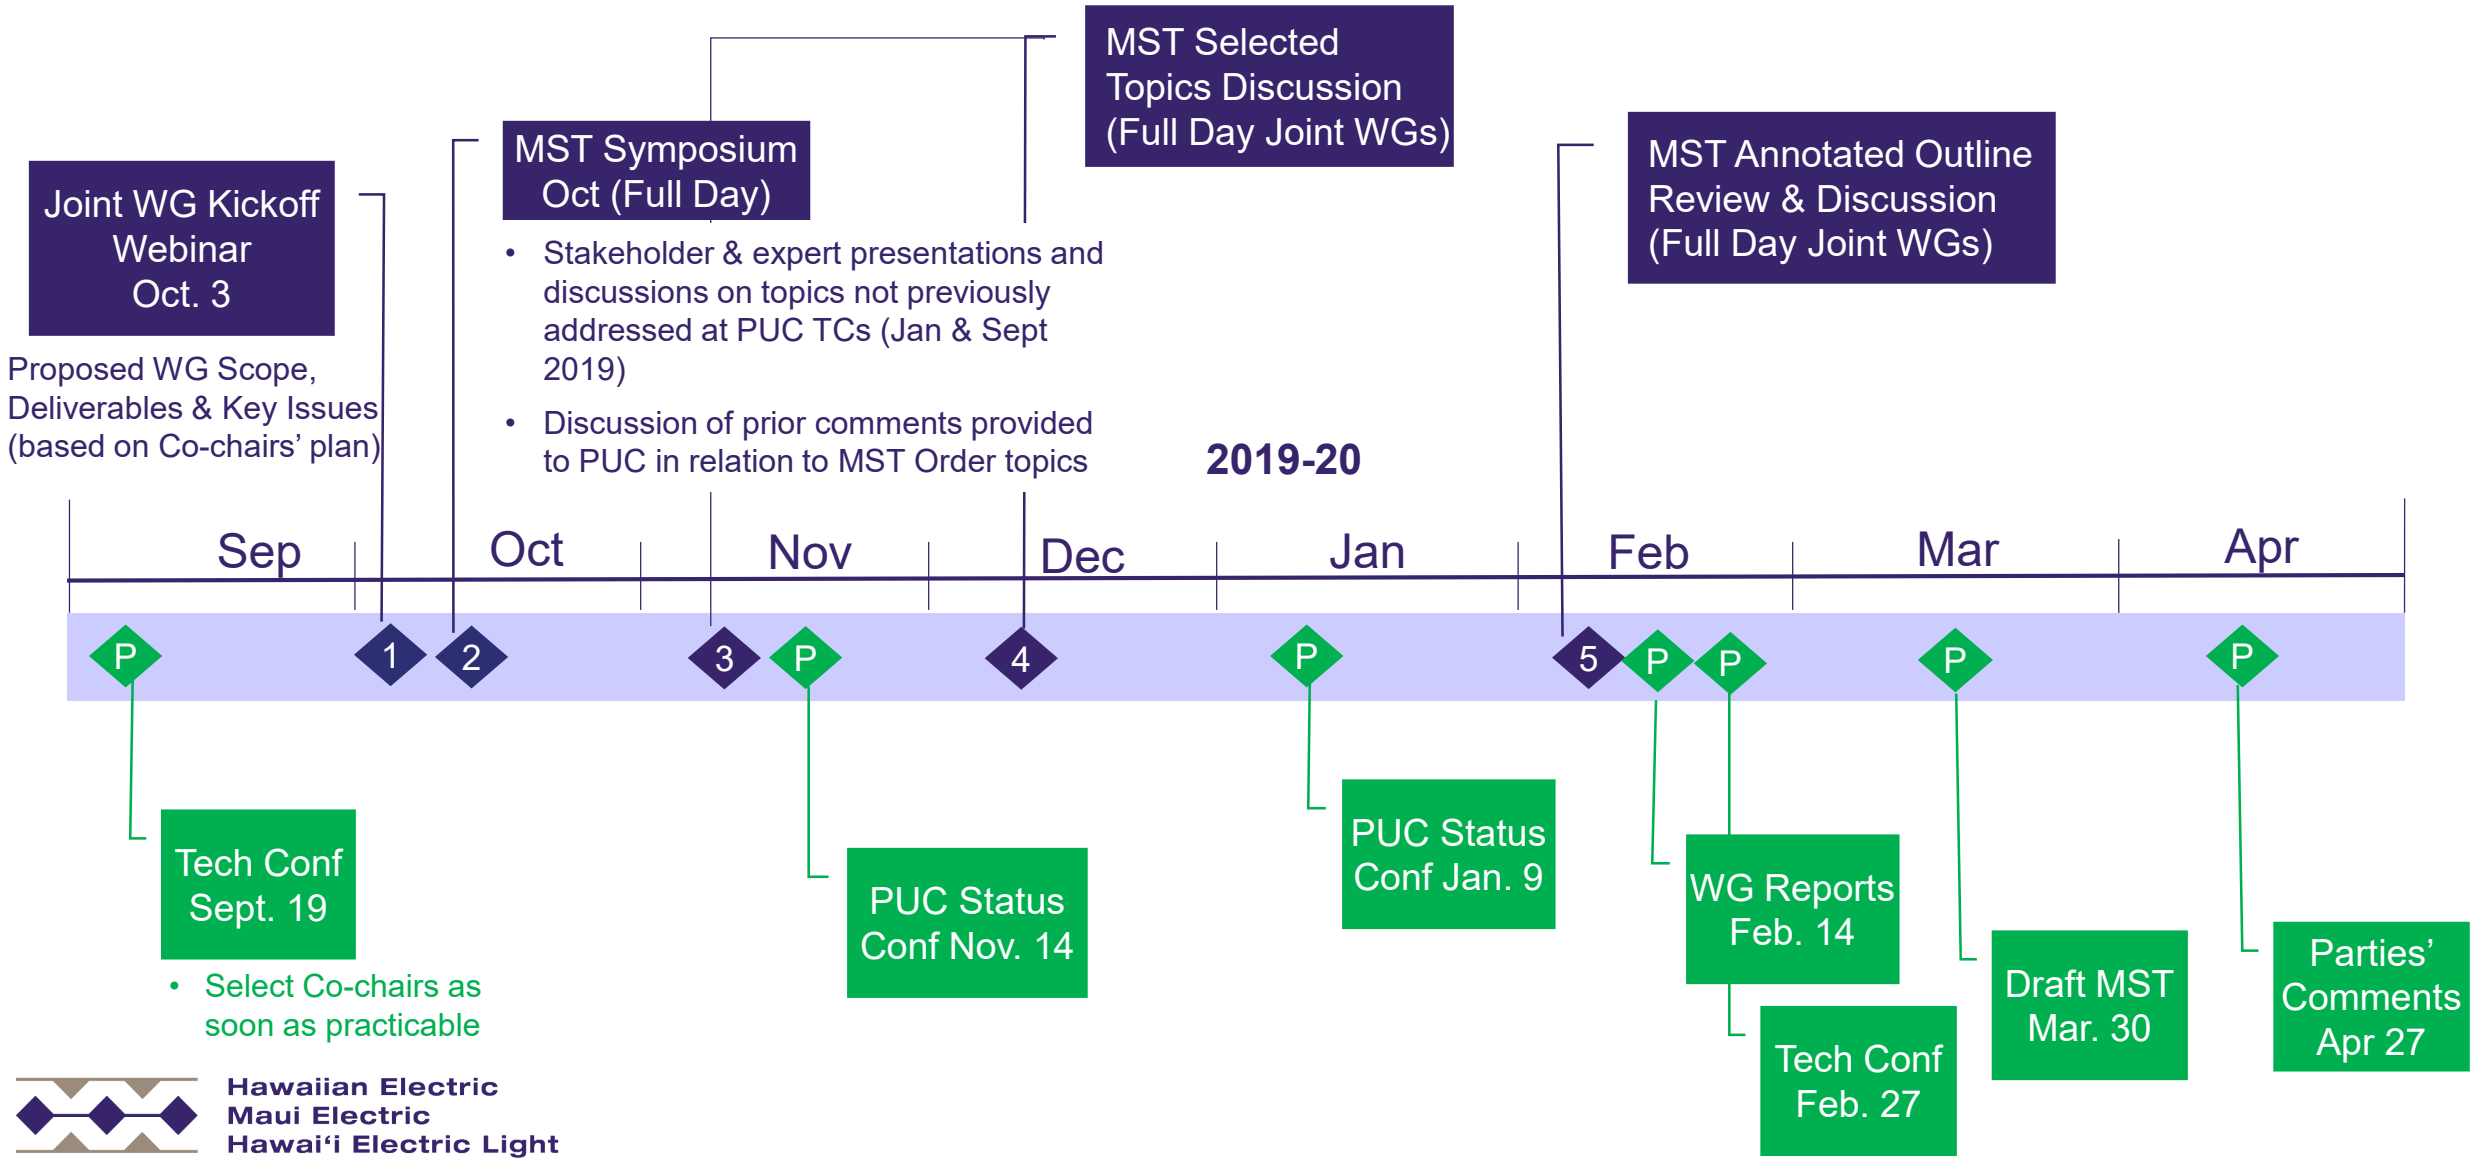 MST Selected
Topics Discussion
(Full Day Joint WGs)
MST Symposium
Oct (Full Day)
MST Annotated Outline
Review & Discussion
(Full Day Joint WGs)
Joint WG Kickoff
Webinar
Oct. 3
• Stakeholder & expert presentations and
discussions on topics not previously
addressed at PUC TCs (Jan & Sept
2019)
• Discussion of prior comments provided
to PUC in relation to MST Order topics
Proposed WG Scope,
Deliverables & Key Issues
(based on Co-chairs’ plan)
2019-20
Sep Oct Nov Dec Jan Feb Mar Apr
P 1 2 3 P 4 P 5 P P P P
Tech Conf
Sept. 19
• Select Co-chairs as
soon as practicable
PUC Status
Conf Nov. 14
PUC Status
Conf Jan. 9
WG Reports
Feb. 14
Tech Conf
Feb. 27
Draft MST
Mar. 30
Parties’
Comments
Apr 27
Hawaiian Electric
Maui Electric
Hawai‘i Electric Light